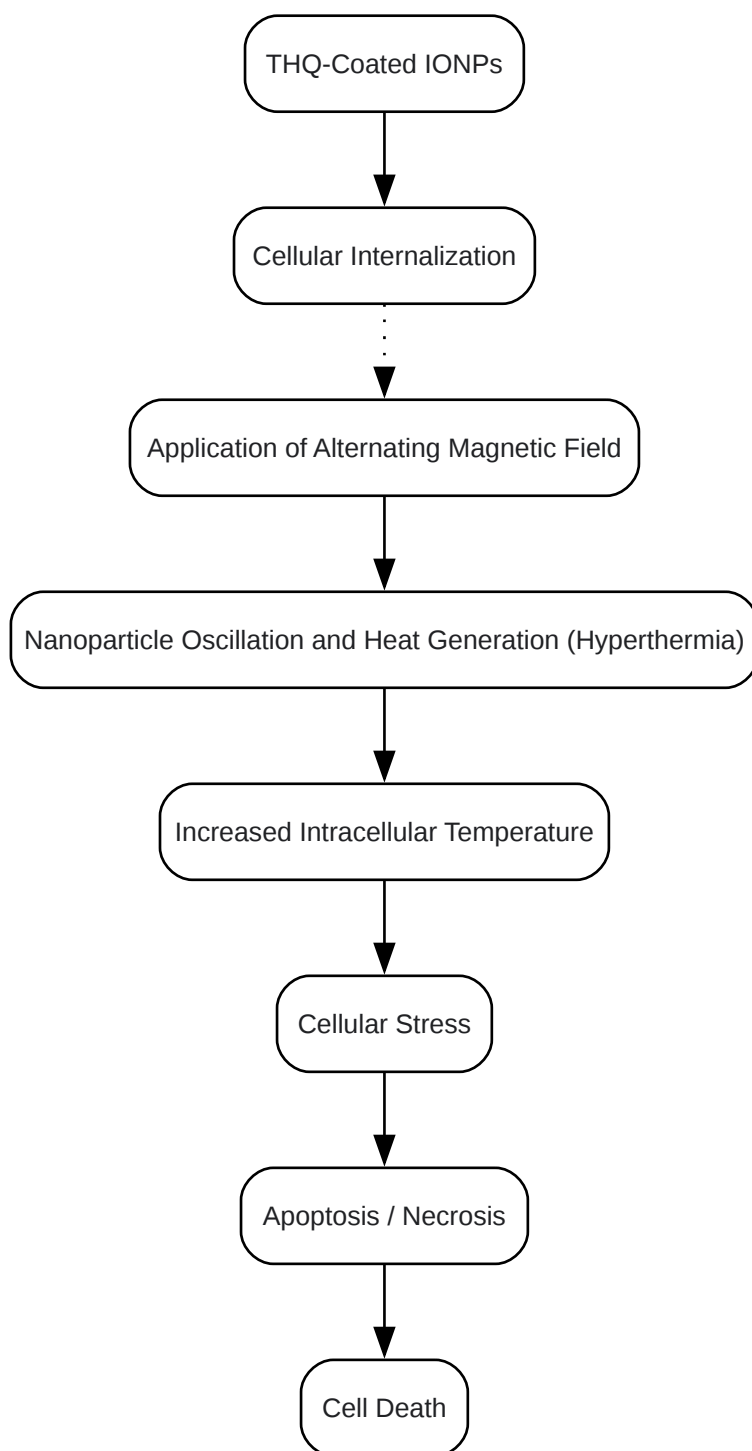 THQ-Coated IONPs
Cellular Internalization
Application of Alternating Magnetic Field
Nanoparticle Oscillation and Heat Generation (Hyperthermia)
Increased Intracellular Temperature
Cellular Stress
Apoptosis / Necrosis
Cell Death